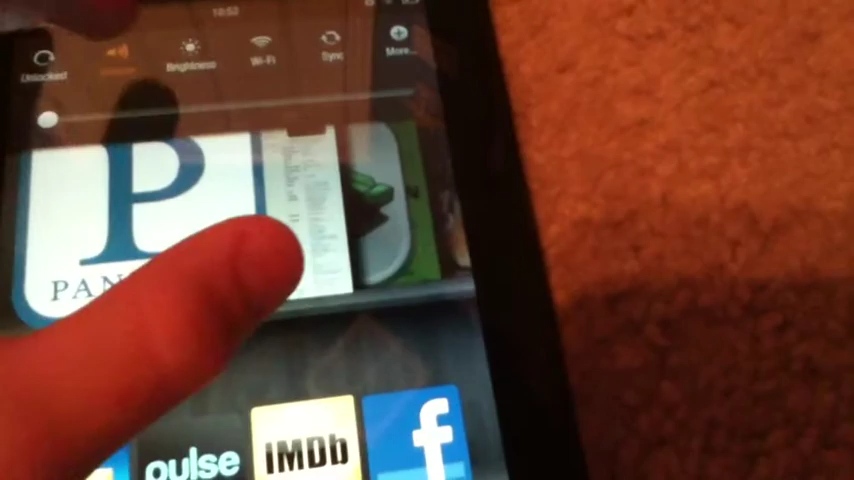 10:52
Unlocked
Brightness
Wi-Fi
Sync
More...
P
PAN
pulse
IMDb
f